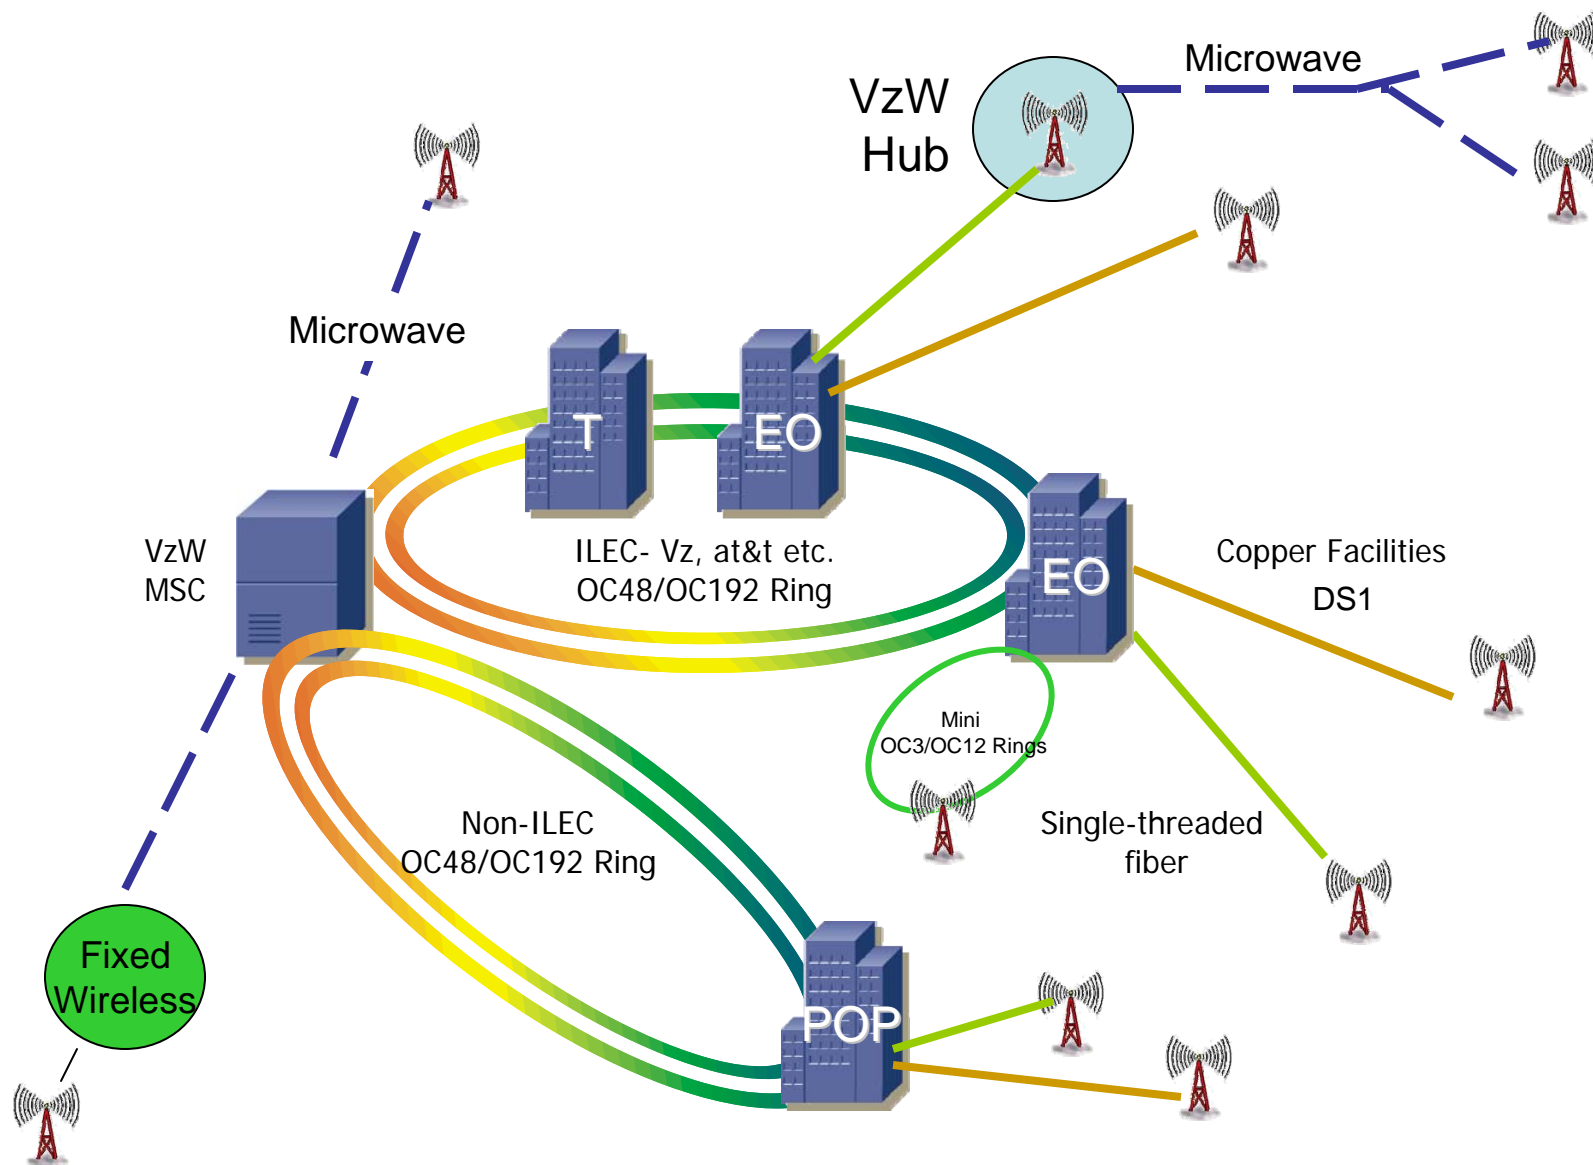 Microwave
VzW
Hub
Microwave
T
EO
VzW
MSC
ILEC- Vz, at&t etc.
OC48/OC192 Ring
EO
Copper Facilities
DS1
Mini
OC3/OC12 Rings
Non-ILEC
OC48/OC192 Ring
Single-threaded
fiber
Fixed
Wireless
POP